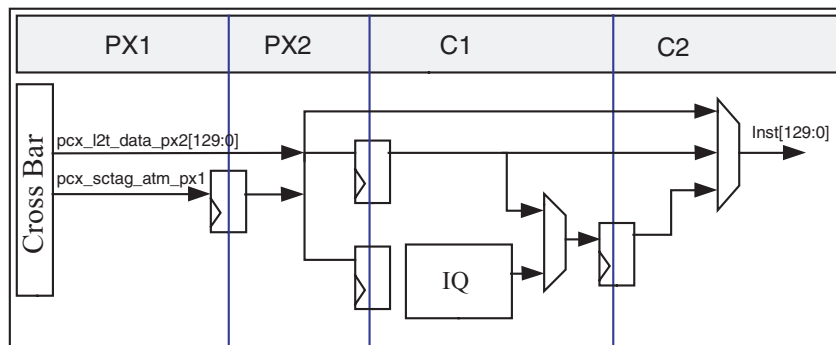 PX1 PX2 C1 C2
pcx_l2t_data_px2[129:0]
Inst[129:0]
pcx_sctag_atm_px1
Cross Bar
IQ